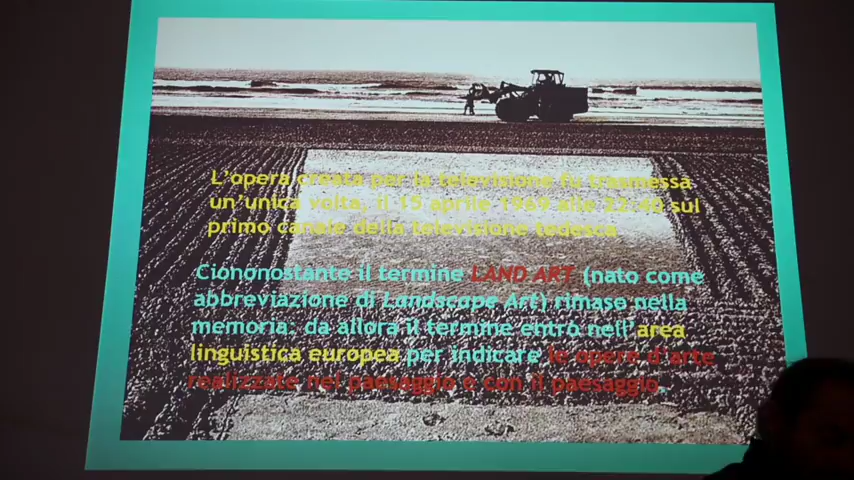 L'opera creata per la televisione fu trasmessa
un'unica volta, il 15 aprile 1969 alle 22:40 sul
primo canale della televisione tedesca
Ciononostante il termine LAND ART (nato come
abbreviazione di Landscape Art) rimase nella
memoria: da allora il termine entrò nell'area
linguistica europea per indicare le opere d'arte
realizzate nel paesaggio e con il paesaggio.